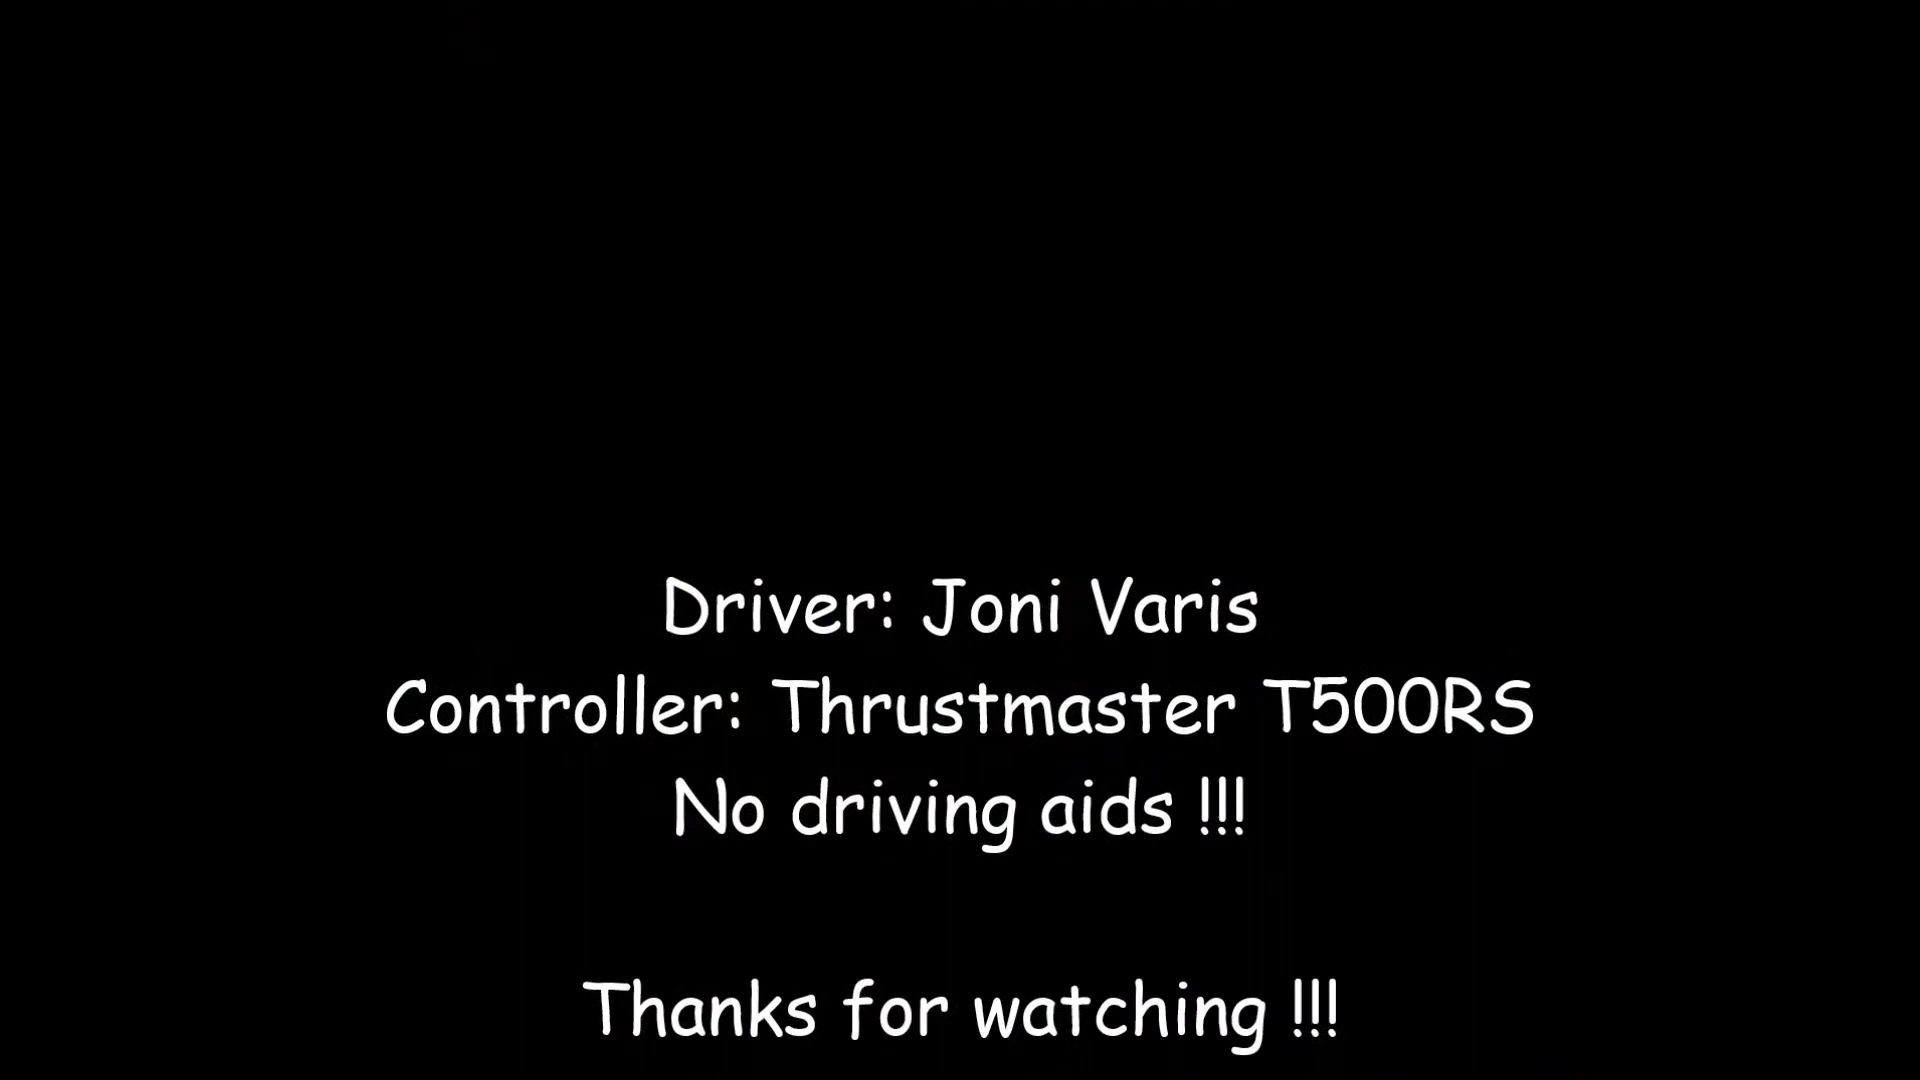 Driver: Joni Varis
Controller: Thrustmaster T500RS
No driving aids !!!
Thanks for watching !!!